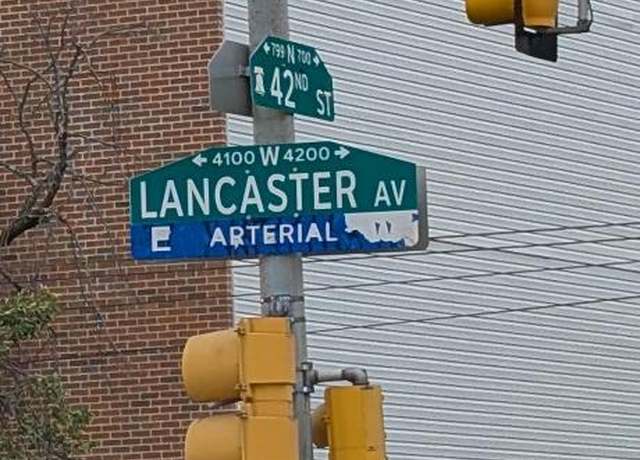 ← 799 N 700 →
42ND ST
← 4100 W 4200 →
LANCASTER AV
E ARTERIAL W